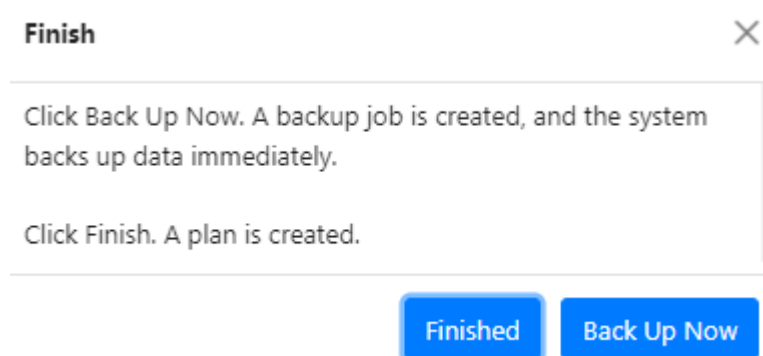 Finish
Click Back Up Now. A backup job is created, and the system
backs up data immediately.
Click Finish. A plan is created.
Finished
Back Up Now